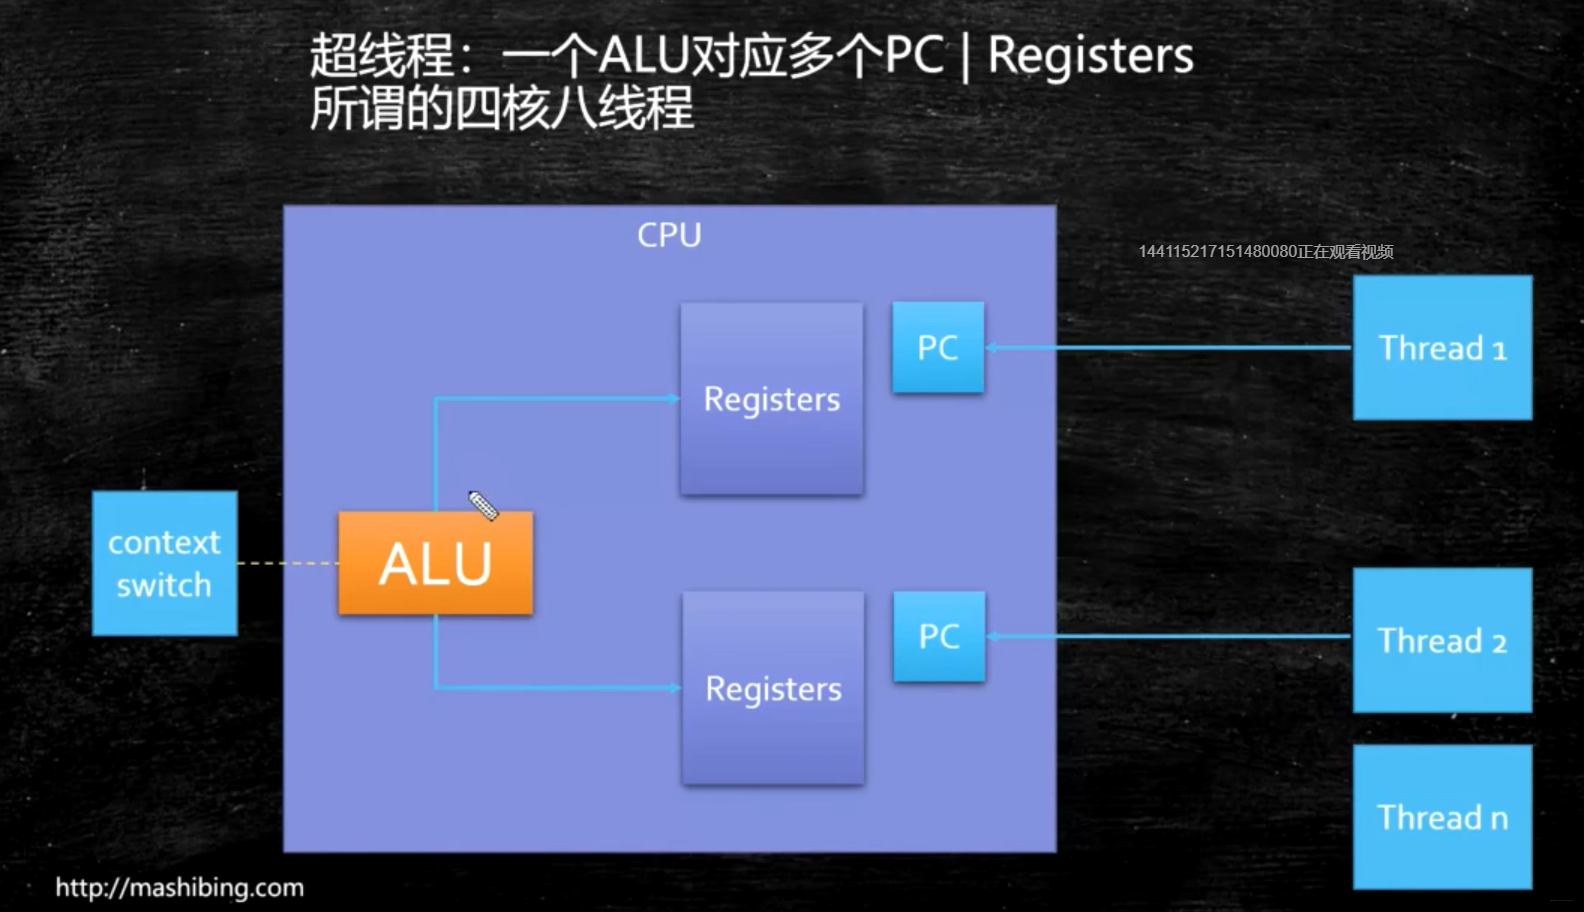 超线程：一个ALU对应多个PC | Registers
所谓的四核八线程
CPU
144115217151480080正在观看视频
Registers
PC
Thread 1
context
switch
ALU
Registers
PC
Thread 2
Thread n
http://mashibing.com